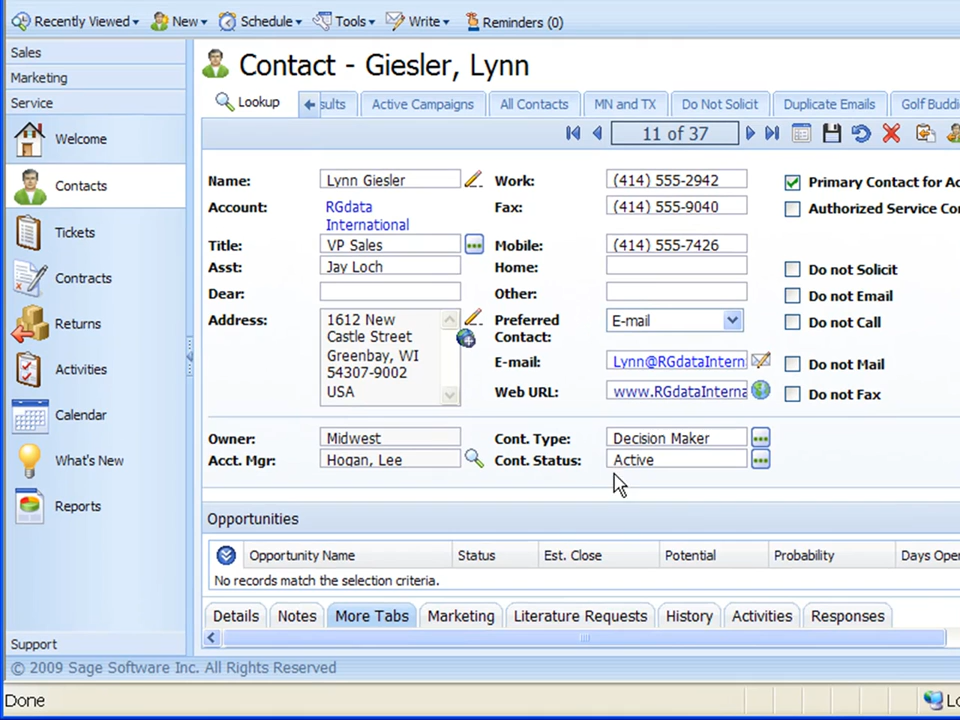 Recently Viewed New Schedule Tools Write Reminders (0)
Sales
Marketing
Service
Welcome
Contacts
Tickets
Contracts
Returns
Activities
Calendar
What's New
Reports
Support
Contact - Giesler, Lynn
Lookup sults Active Campaigns All Contacts MN and TX Do Not Solicit Duplicate Emails Golf Buddi
11 of 37
Name: Lynn Giesler Work: (414) 555-2942 Primary Contact for Ac
Account: RGdata Fax: (414) 555-9040 Authorized Service Co
International
Title: VP Sales Mobile: (414) 555-7426
Asst: Jay Loch Home: Do not Solicit
Dear: Other: Do not Email
Address: 1612 New Preferred E-mail Do not Call
Castle Street Contact:
Greenbay, WI E-mail: Lynn@RGdataIntern Do not Mail
54307-9002
USA Web URL: www.RGdataInterna Do not Fax
Owner: Midwest Cont. Type: Decision Maker
Acct. Mgr: Hogan, Lee Cont. Status: Active
Opportunities
Opportunity Name Status Est. Close Potential Probability Days Ope
No records match the selection criteria.
Details Notes More Tabs Marketing Literature Requests History Activities Responses
© 2009 Sage Software Inc. All Rights Reserved
Done Lo